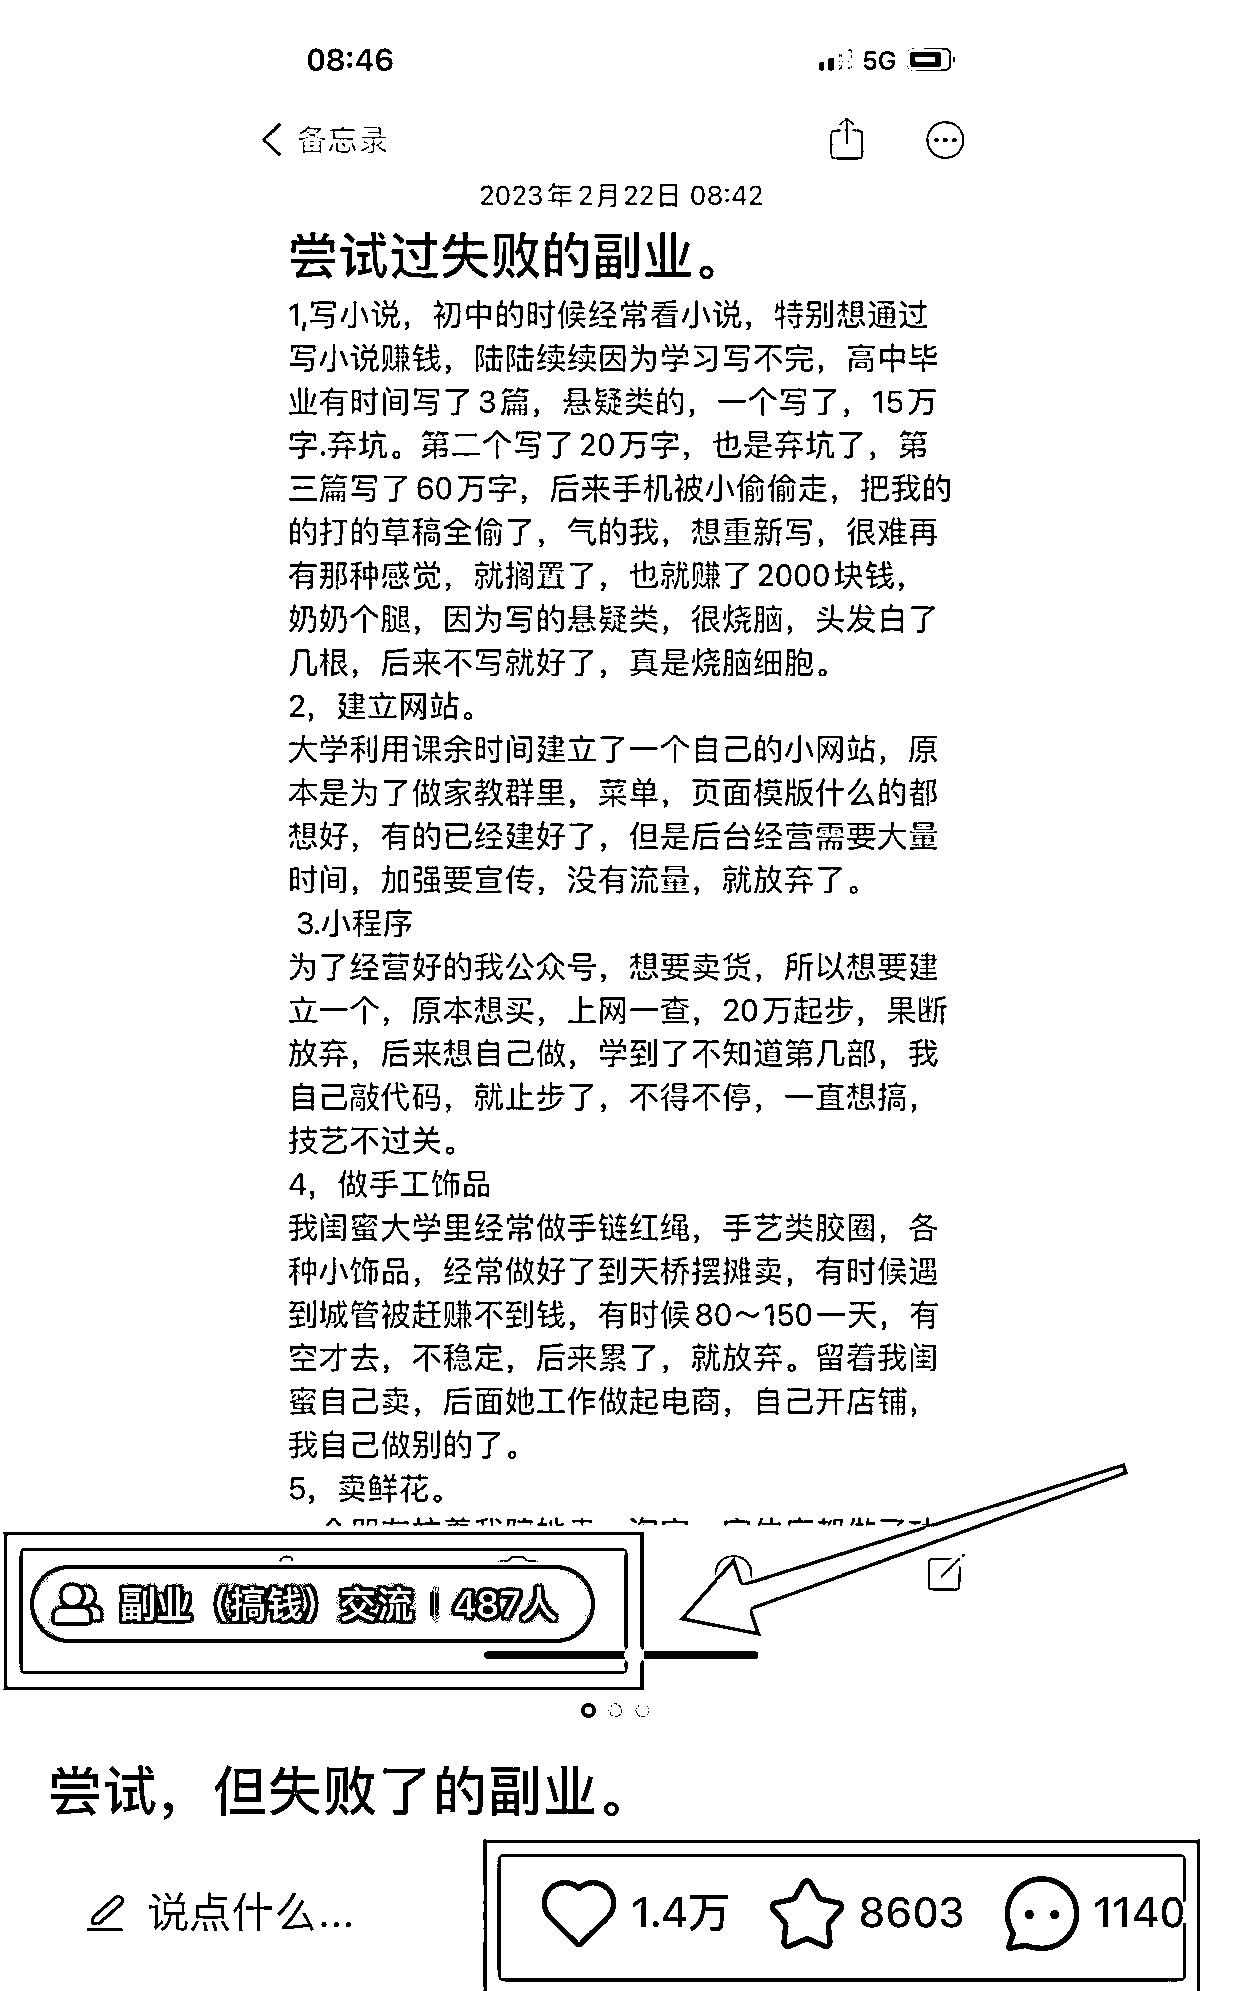 08:46
5G
备忘录
2023年2月22日 08:42
尝试过失败的副业。
1,写小说，初中的时候经常看小说，特别想通过
写小说赚钱，陆陆续续因为学习写不完，高中毕
业有时间写了3篇，悬疑类的，一个写了，15万
字.弃坑。第二个写了20万字，也是弃坑了，第
三篇写了60万字，后来手机被小偷偷走，把我的
的打的草稿全偷了，气的我，想重新写，很难再
有那种感觉，就搁置了，也就赚了2000块钱，
奶奶个腿，因为写的悬疑类，很烧脑，头发白了
几根，后来不写就好了，真是烧脑细胞。
2，建立网站。
大学利用课余时间建立了一个自己的小网站，原
本是为了做家教群里，菜单，页面模版什么的都
想好，有的已经建好了，但是后台经营需要大量
时间，加强要宣传，没有流量，就放弃了。
3.小程序
为了经营好的我公众号，想要卖货，所以想要建
立一个，原本想买，上网一查，20万起步，果断
放弃，后来想自己做，学到了不知道第几部，我
自己敲代码，就止步了，不得不停，一直想搞，
技艺不过关。
4，做手工饰品
我闺蜜大学里经常做手链红绳，手艺类胶圈，各
种小饰品，经常做好了到天桥摆摊卖，有时候遇
到城管被赶赚不到钱，有时候80～150一天，有
空才去，不稳定，后来累了，就放弃。留着我闺
蜜自己卖，后面她工作做起电商，自己开店铺，
我自己做别的了。
5，卖鲜花。
副业（搞钱）交流 | 487人
尝试，但失败了的副业。
说点什么...
1.4万
8603
1140